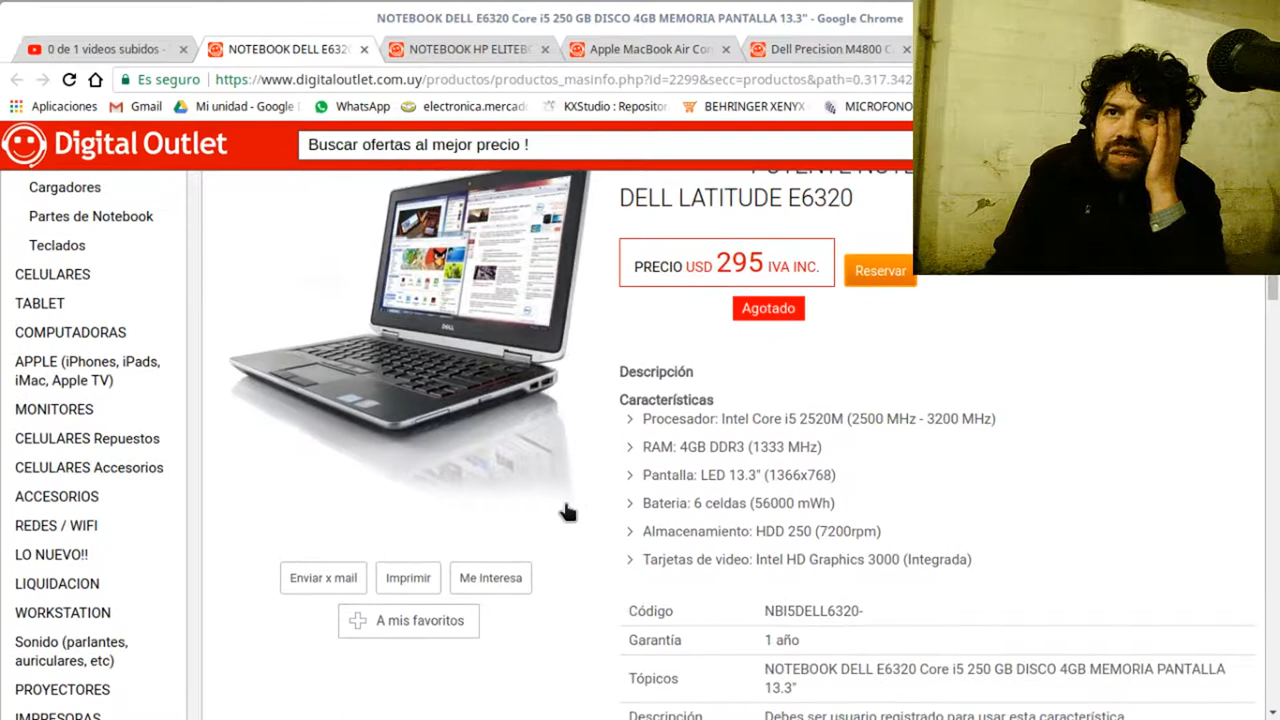 NOTEBOOK DELL E6320 Core i5 250 GB DISCO 4GB MEMORIA PANTALLA 13.3" - Google Chrome
0 de 1 videos subidos -
NOTEBOOK DELL E6320
NOTEBOOK HP ELITEB
Apple MacBook Air Cor
Dell Precision M4800 C
Es seguro
https://www.digitaloutlet.com.uy/productos/productos_masinfo.php?id=2299&secc=productos&path=0.317.342
Aplicaciones
Gmail
Mi unidad - Google
WhatsApp
electronica.mercad
KXStudio : Repositor
BEHRINGER XENYX
MICROFONO
Digital Outlet
Buscar ofertas al mejor precio !
Cargadores
Partes de Notebook
Teclados
CELULARES
TABLET
COMPUTADORAS
APPLE (iPhones, iPads,
iMac, Apple TV)
MONITORES
CELULARES Repuestos
CELULARES Accesorios
ACCESORIOS
REDES / WIFI
LO NUEVO!!
LIQUIDACION
WORKSTATION
Sonido (parlantes,
auriculares, etc)
PROYECTORES
IMPRESORAS
DELL
Enviar x mail
Imprimir
Me Interesa
A mis favoritos
POTENTE NOTE
DELL LATITUDE E6320
PRECIO USD 295 IVA INC.
Reservar
Agotado
Descripción
Características
Procesador: Intel Core i5 2520M (2500 MHz - 3200 MHz)
RAM: 4GB DDR3 (1333 MHz)
Pantalla: LED 13.3" (1366x768)
Bateria: 6 celdas (56000 mWh)
Almacenamiento: HDD 250 (7200rpm)
Tarjetas de video: Intel HD Graphics 3000 (Integrada)
Código NBI5DELL6320-
Garantía 1 año
Tópicos NOTEBOOK DELL E6320 Core i5 250 GB DISCO 4GB MEMORIA PANTALLA
13.3"
Descripción Debes ser usuario registrado para usar esta característica